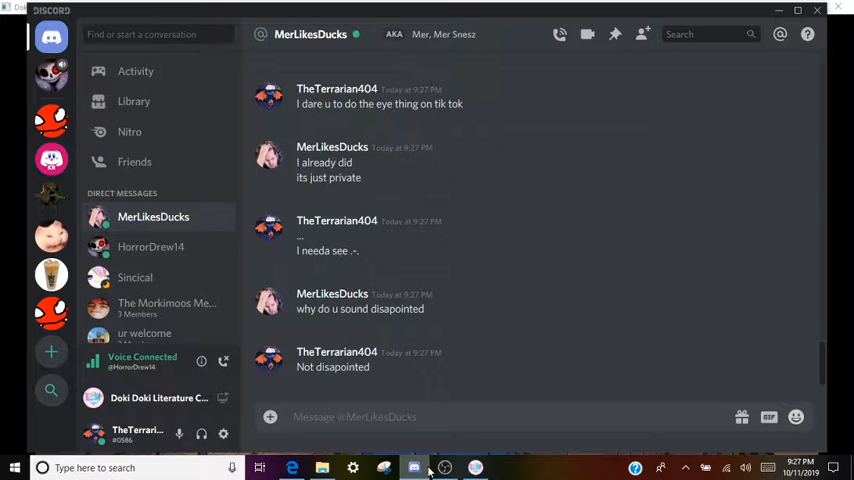 Dok
DISCORD
Find or start a conversation
@ MerLikesDucks AKA Mer, Mer Snesz
Search
Activity
Library
Nitro
Friends
DIRECT MESSAGES
MerLikesDucks
HorrorDrew14
Sincical
The Morkimoos Me...
3 Members
ur welcome
Voice Connected
@HorrorDrew14
Doki Doki Literature C...
TheTerrari...
#0586
TheTerrarian404 Today at 9:27 PM
I dare u to do the eye thing on tik tok
MerLikesDucks Today at 9:27 PM
I already did
its just private
TheTerrarian404 Today at 9:27 PM
...
I needa see .-.
MerLikesDucks Today at 9:27 PM
why do u sound disapointed
TheTerrarian404 Today at 9:27 PM
Not disapointed
Message @MerLikesDucks
GIF
KR
Type here to search
9:27 PM
10/11/2019